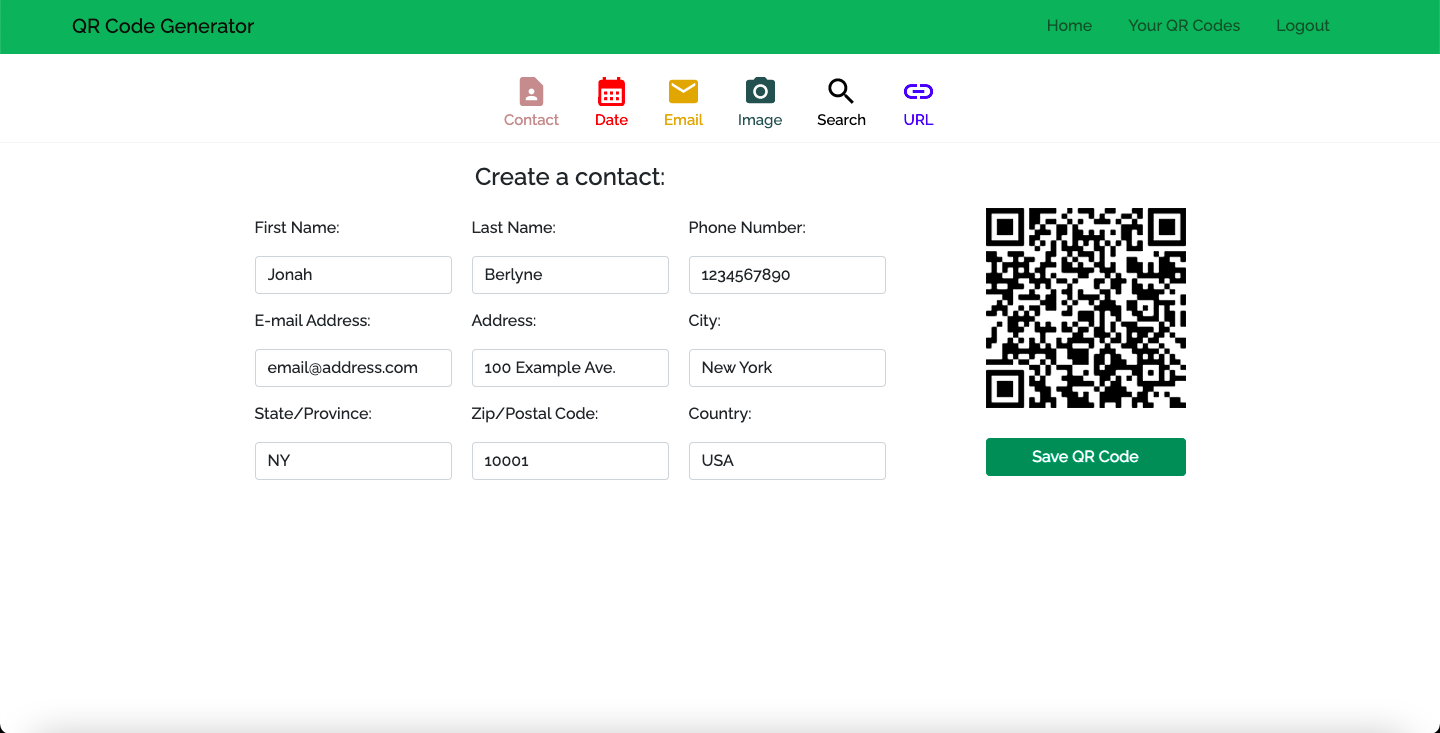 QR Code Generator Home Your QR Codes Logout
Contact Date Email Image Search URL
Create a contact:
First Name: Last Name: Phone Number:
Jonah Berlyne 1234567890
E-mail Address: Address: City:
email@address.com 100 Example Ave. New York
State/Province: Zip/Postal Code: Country:
NY 10001 USA
Save QR Code